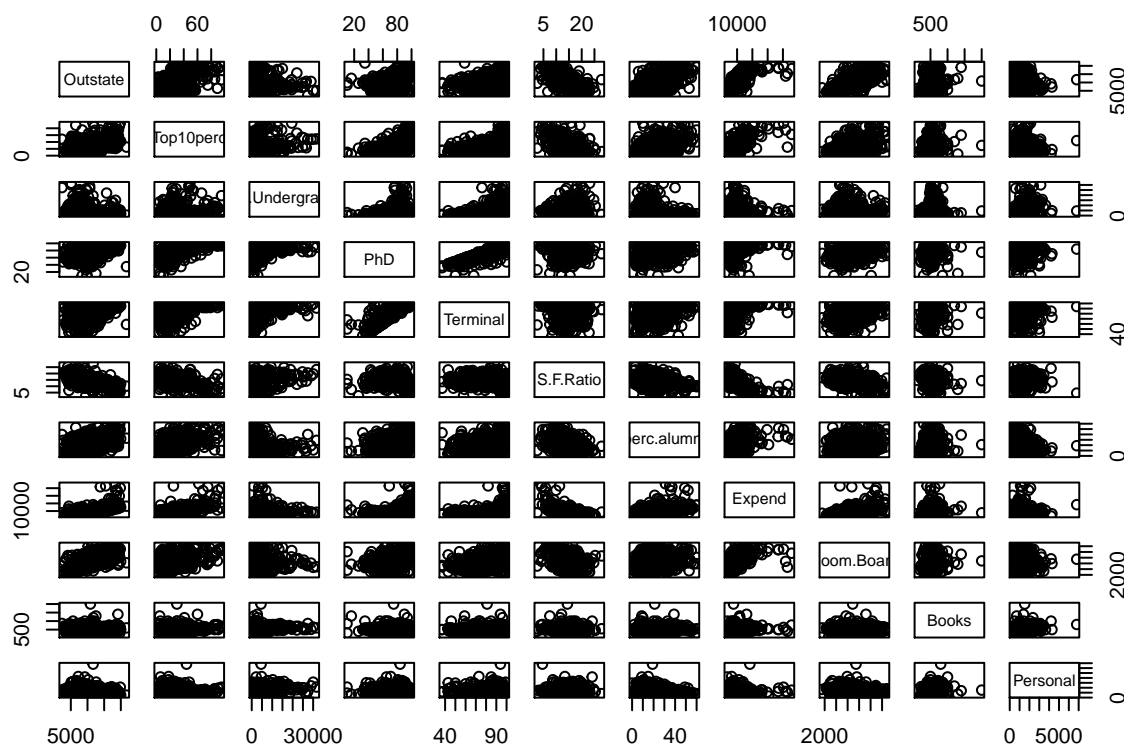 0 60 20 80 5 20 10000 500
Outstate 5000
0 Top10perc
.Undergra 0
20 PhD
Terminal 40
5 S.F.Ratio
perc.alumn 0
10000 Expend
oom.Boar 2000
500 Books
Personal 0
5000 0 30000 40 90 0 40 2000 0 5000